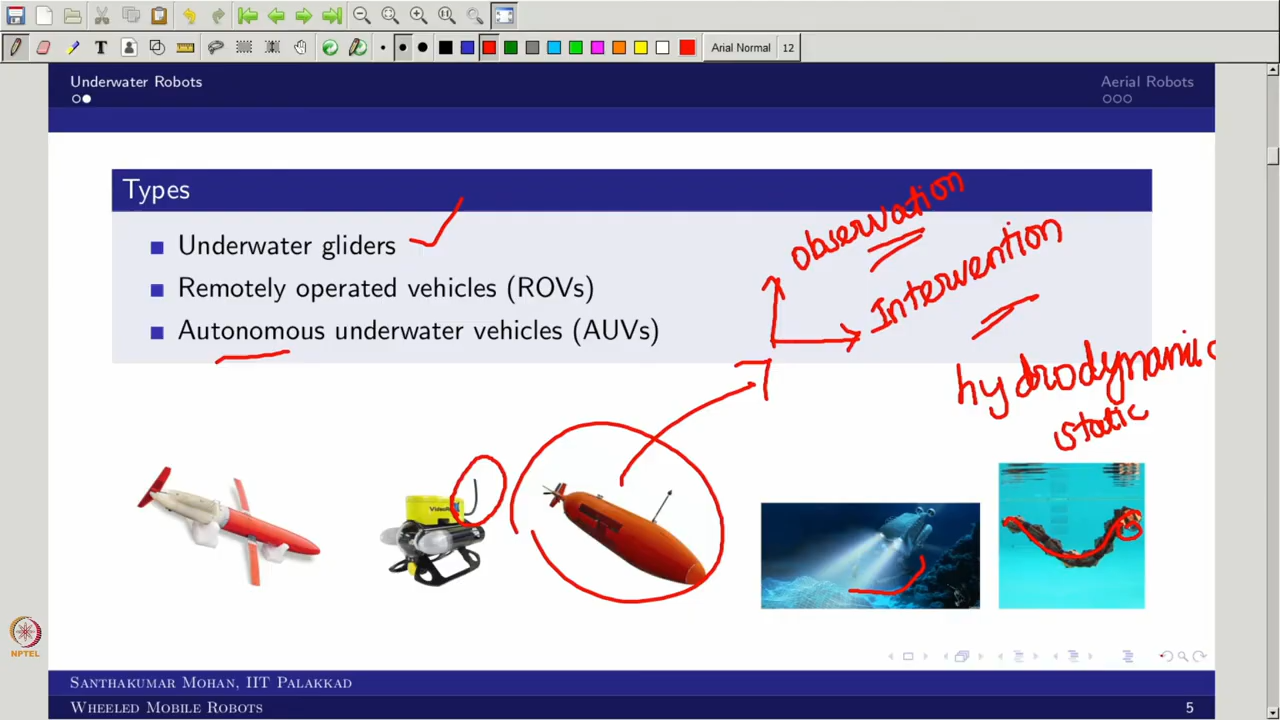 Arial Normal 12
Underwater Robots
Aerial Robots
Types
Underwater gliders
Remotely operated vehicles (ROVs)
Autonomous underwater vehicles (AUVs)
observation
Intervention
hydrodynamic
static
NPTEL
Santhakumar Mohan, IIT Palakkad
Wheeled Mobile Robots
5